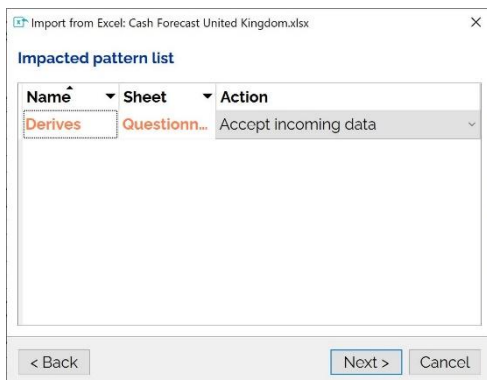 Import from Excel: Cash Forecast United Kingdom.xlsx
Impacted pattern list
Name Sheet Action
Derives Questionn... Accept incoming data
< Back Next > Cancel